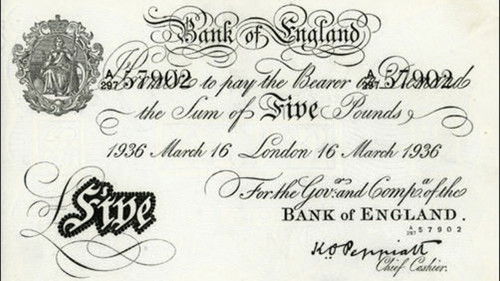 Bank of England
A/297 57902 A/297 57902
to pay the Bearer on Demand
the Sum of Five Pounds
1936 March 16 London 16 March 1936
For the Gov.r and Comp.a of the
BANK of ENGLAND.
A/297 57902
Five
K.O. Peppiatt
Chief Cashier.